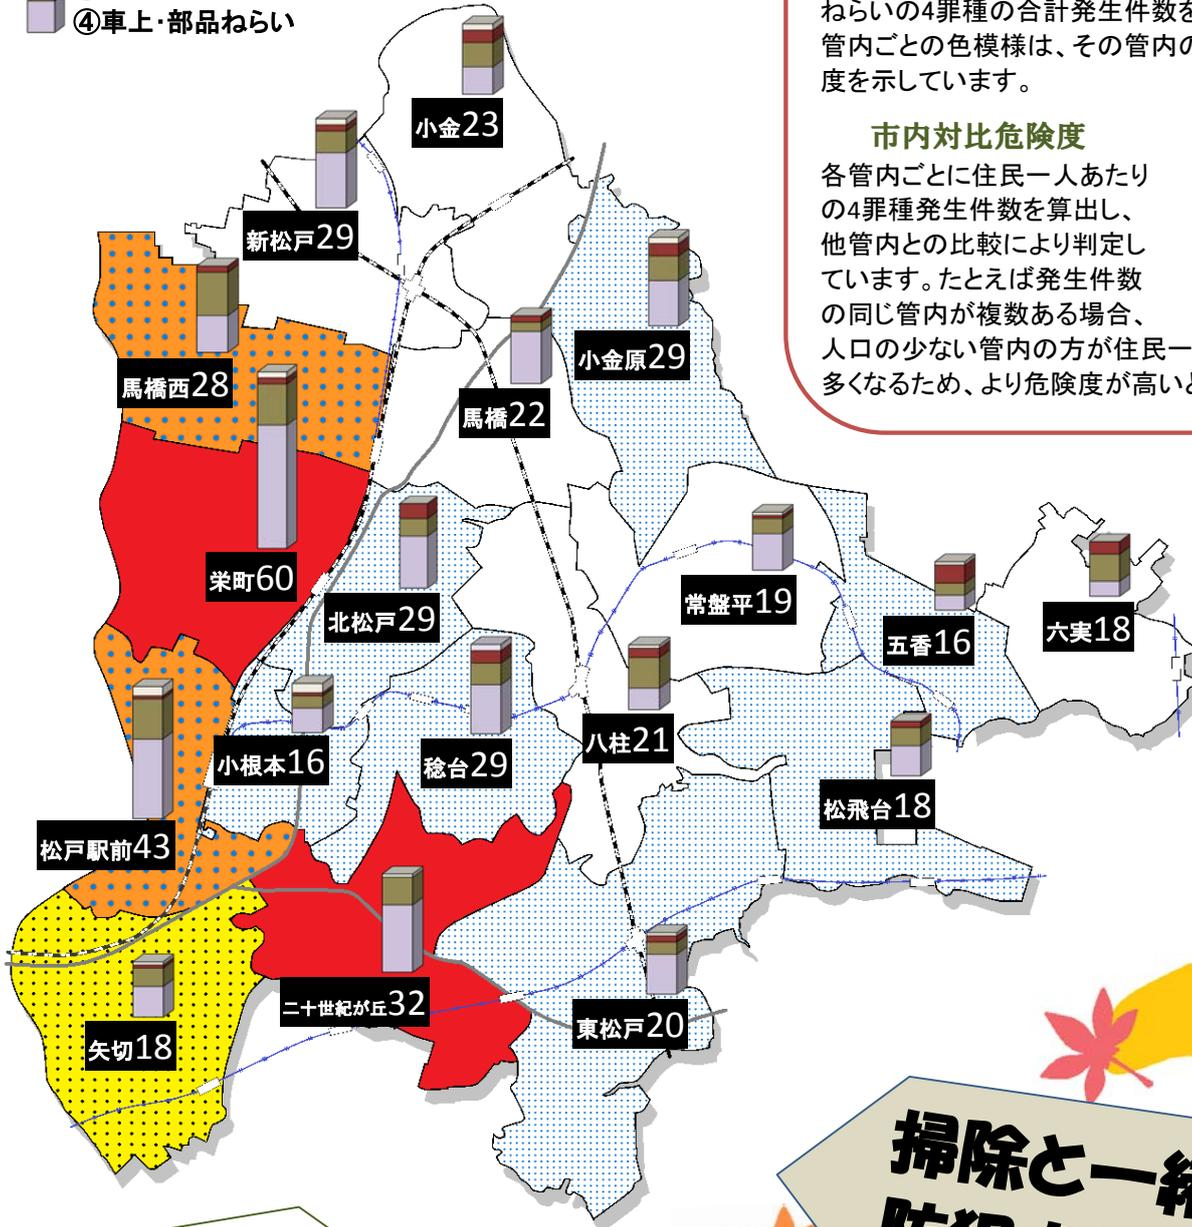 ④車上・部品ねらい
ねらいの4罪種の合計発生件数を
管内ごとの色模様は、その管内の
度を示しています。
市内対比危険度
各管内ごとに住民一人あたり
の4罪種発生件数を算出し、
他管内との比較により判定し
ています。たとえば発生件数
の同じ管内が複数ある場合、
人口の少ない管内の方が住民一
多くなるため、より危険度が高いと
小金23
新松戸29
小金原29
馬橋西28
馬橋22
栄町60
北松戸29
常盤平19
五香16
六実18
小根本16
稔台29
八柱21
松飛台18
松戸駅前43
二十世紀が丘32
東松戸20
矢切18
掃除と一緒